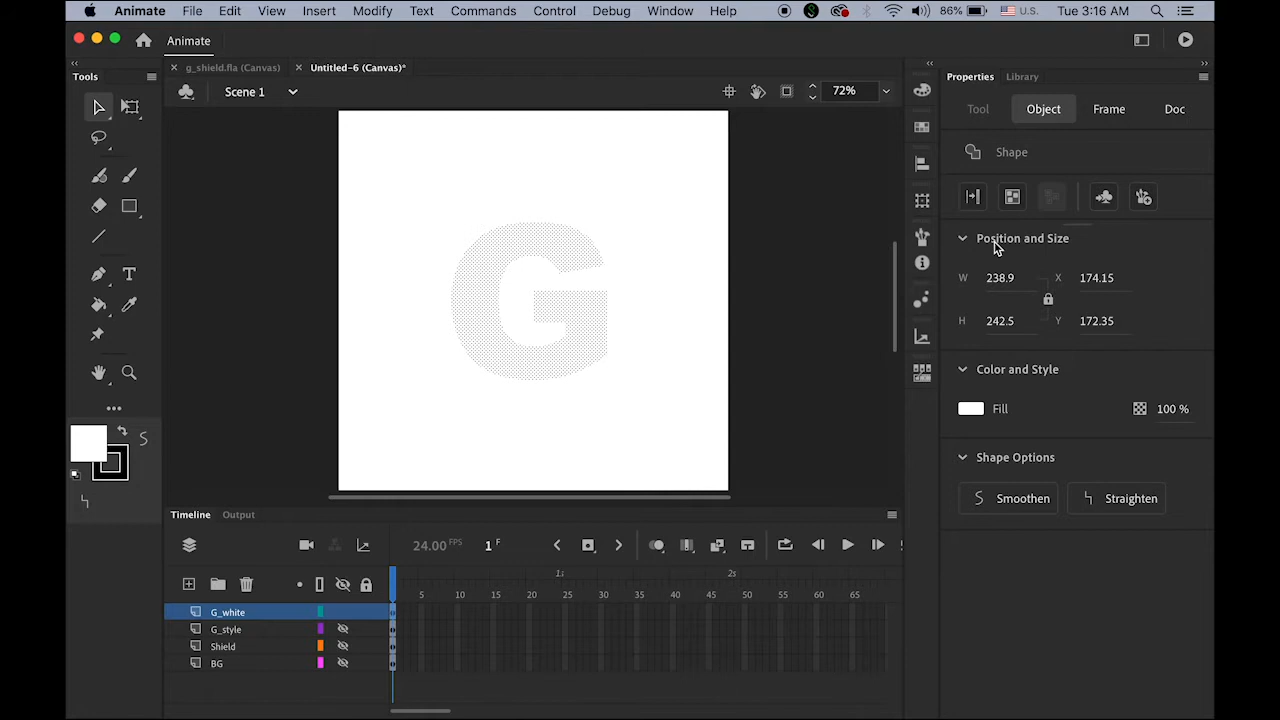 Animate File Edit View Insert Modify Text Commands Control Debug Window Help 86% U.S. Tue 3:16 AM
Animate
g_shield.fla (Canvas) Untitled-6 (Canvas)*
Tools
Scene 1 72%
Properties Library
Tool Object Frame Doc
Shape
Position and Size
W 238.9 X 174.15
H 242.5 Y 172.35
Color and Style
Fill 100 %
Shape Options
Smoothen Straighten
G
Timeline Output
24.00 FPS 1 F
1s 2s
5 10 15 20 25 30 35 40 45 50 55 60 65
G_white
G_style
Shield
BG